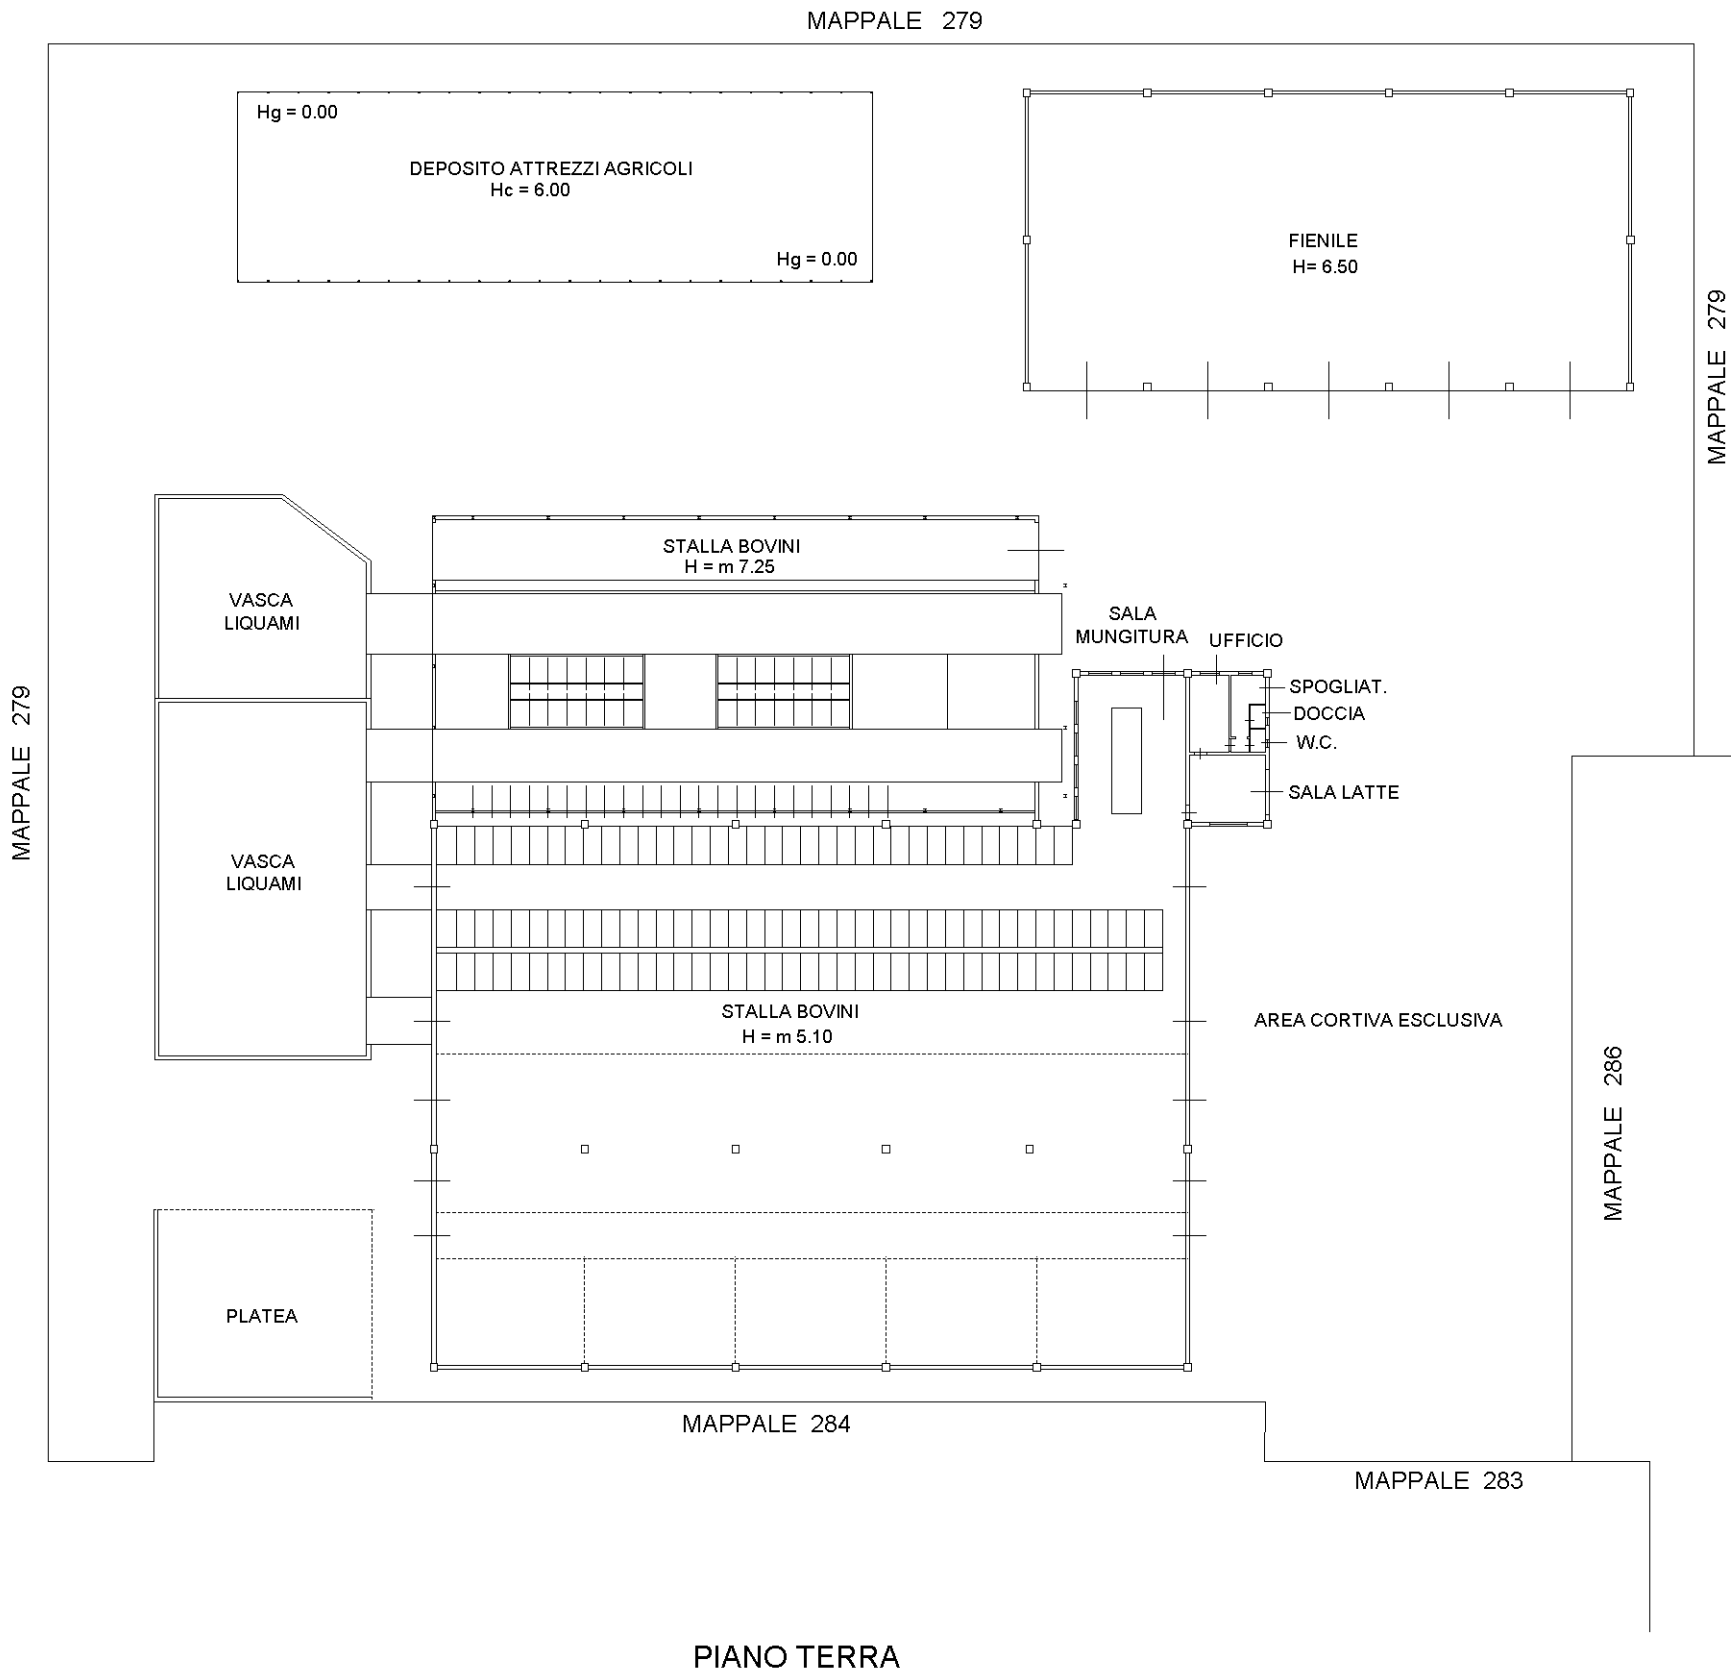 MAPPALE 279
Hg = 0.00
DEPOSITO ATTREZZI AGRICOLI
Hc = 6.00
Hg = 0.00
FIENILE
H= 6.50
MAPPALE 279
STALLA BOVINI
H = m 7.25
VASCA
LIQUAMI
SALA
MUNGITURA
UFFICIO
SPOGLIAT.
DOCCIA
W.C.
SALA LATTE
MAPPALE 279
VASCA
LIQUAMI
STALLA BOVINI
H = m 5.10
AREA CORTIVA ESCLUSIVA
MAPPALE 286
PLATEA
MAPPALE 284
MAPPALE 283
PIANO TERRA